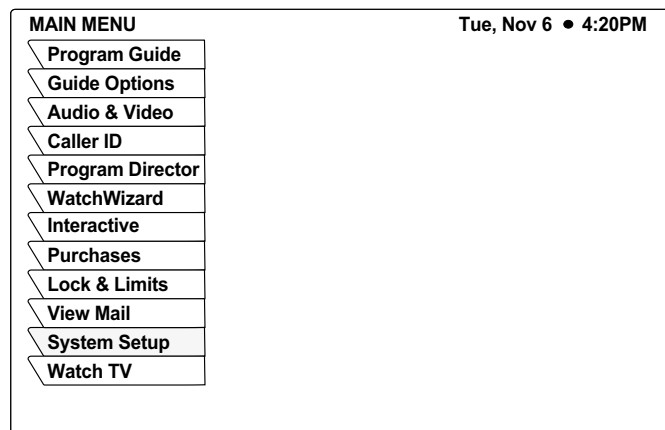 MAIN MENU Tue, Nov 6 ● 4:20PM
Program Guide
Guide Options
Audio & Video
Caller ID
Program Director
WatchWizard
Interactive
Purchases
Lock & Limits
View Mail
System Setup
Watch TV